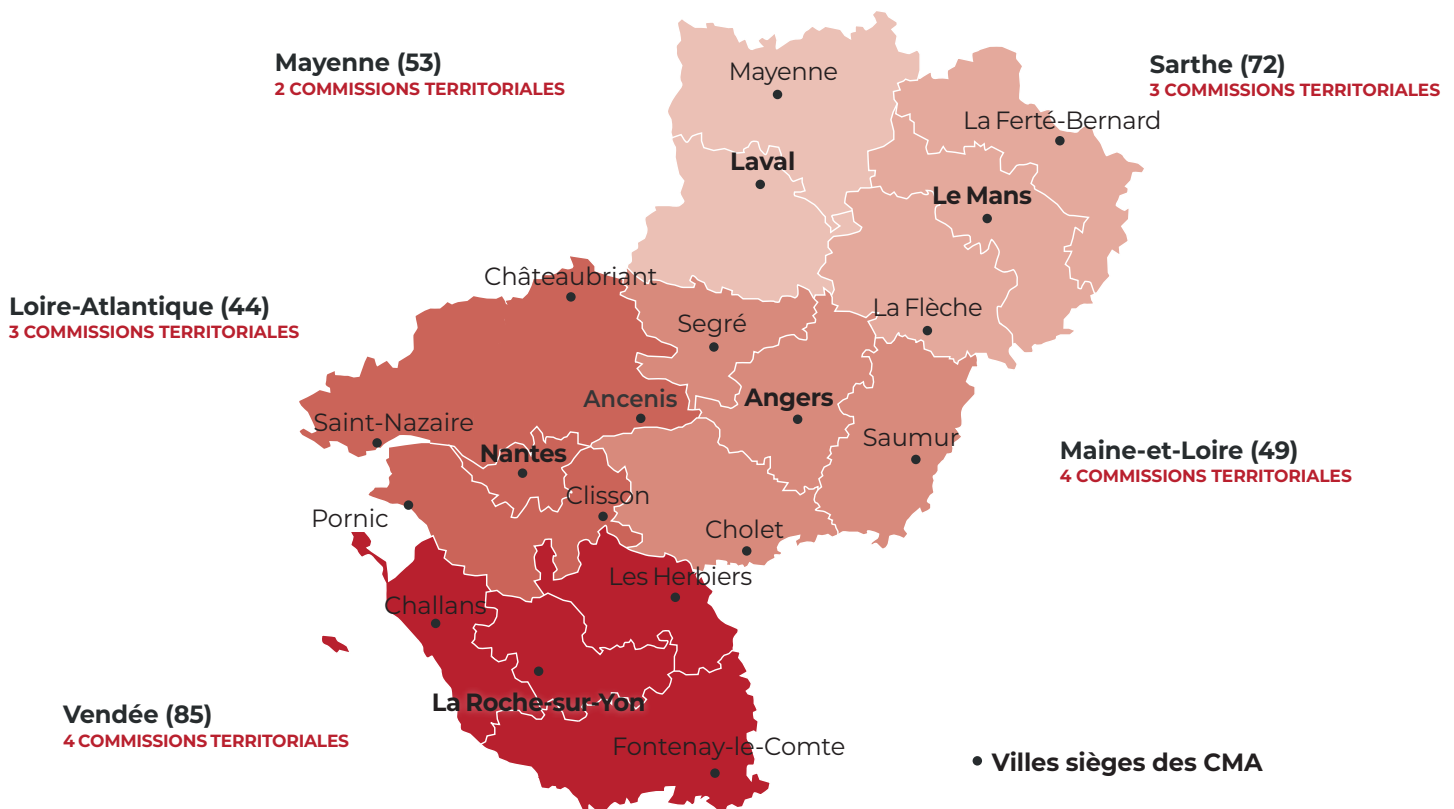 Mayenne (53)
2 COMMISSIONS TERRITORIALES
Sarthe (72)
3 COMMISSIONS TERRITORIALES
Mayenne
La Ferté-Bernard
Laval
Le Mans
Châteaubriant
Loire-Atlantique (44)
3 COMMISSIONS TERRITORIALES
La Flèche
Segré
Ancenis
Angers
Saint-Nazaire
Saumur
Nantes
Maine-et-Loire (49)
4 COMMISSIONS TERRITORIALES
Clisson
Pornic
Cholet
Les Herbiers
Challans
La Roche-sur-Yon
Vendée (85)
4 COMMISSIONS TERRITORIALES
Fontenay-le-Comte
• Villes sièges des CMA